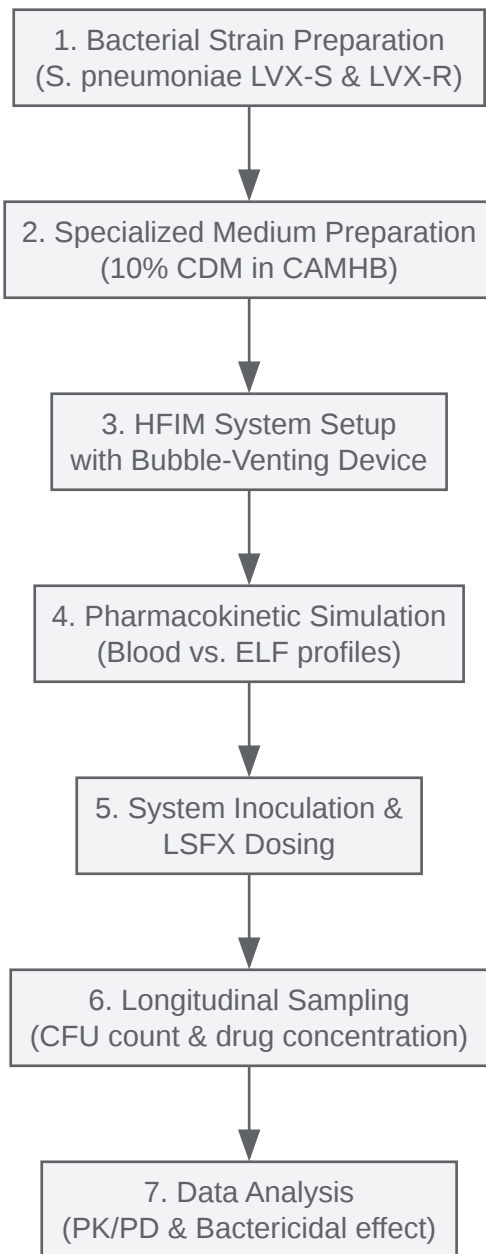 1. Bacterial Strain Preparation
(S. pneumoniae LVX-S & LVX-R)
2. Specialized Medium Preparation
(10% CDM in CAMHB)
3. HFIM System Setup
with Bubble-Venting Device
4. Pharmacokinetic Simulation
(Blood vs. ELF profiles)
5. System Inoculation &
LSFX Dosing
6. Longitudinal Sampling
(CFU count & drug concentration)
7. Data Analysis
(PK/PD & Bactericidal effect)